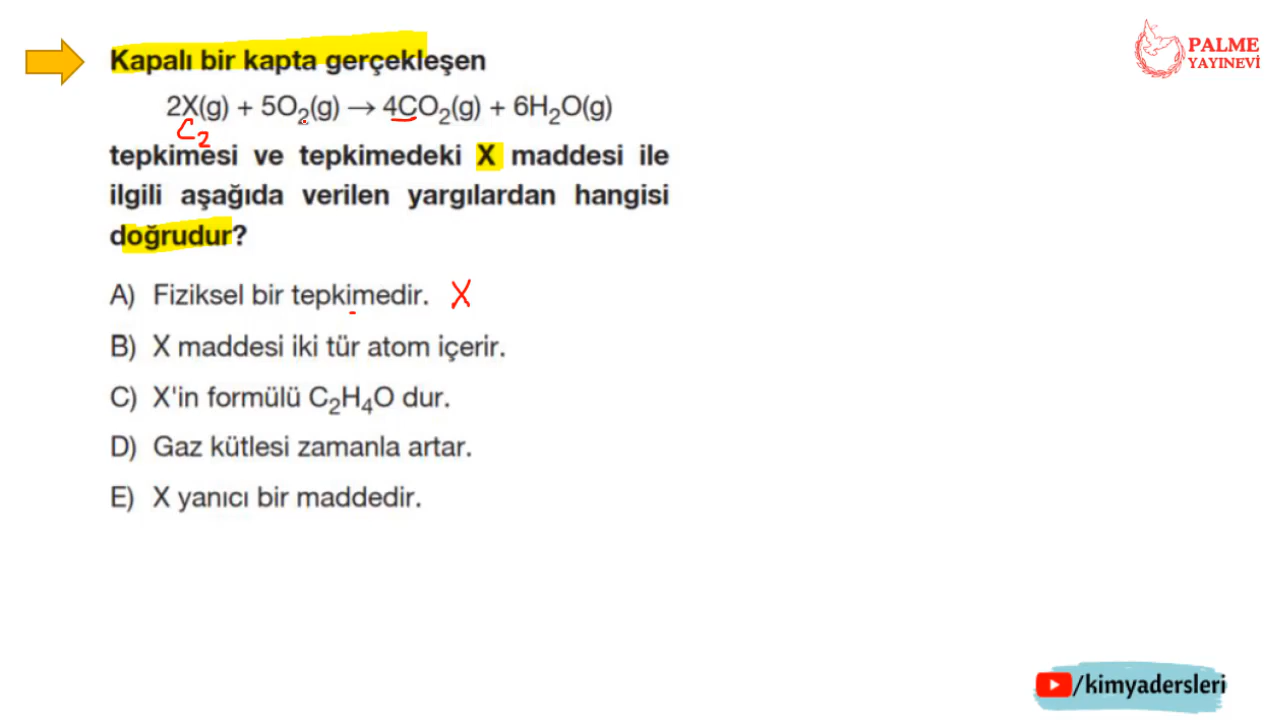 PALME
YAYINEVİ
Kapalı bir kapta gerçekleşen
2X(g) + 5O₂(g) → 4CO₂(g) + 6H₂O(g)
C₂
tepkimesi ve tepkimedeki X maddesi ile
ilgili aşağıda verilen yargılardan hangisi
doğrudur?
A) Fiziksel bir tepkimedir. X
B) X maddesi iki tür atom içerir.
C) X'in formülü C₂H₄O dur.
D) Gaz kütlesi zamanla artar.
E) X yanıcı bir maddedir.
/kimyadersleri